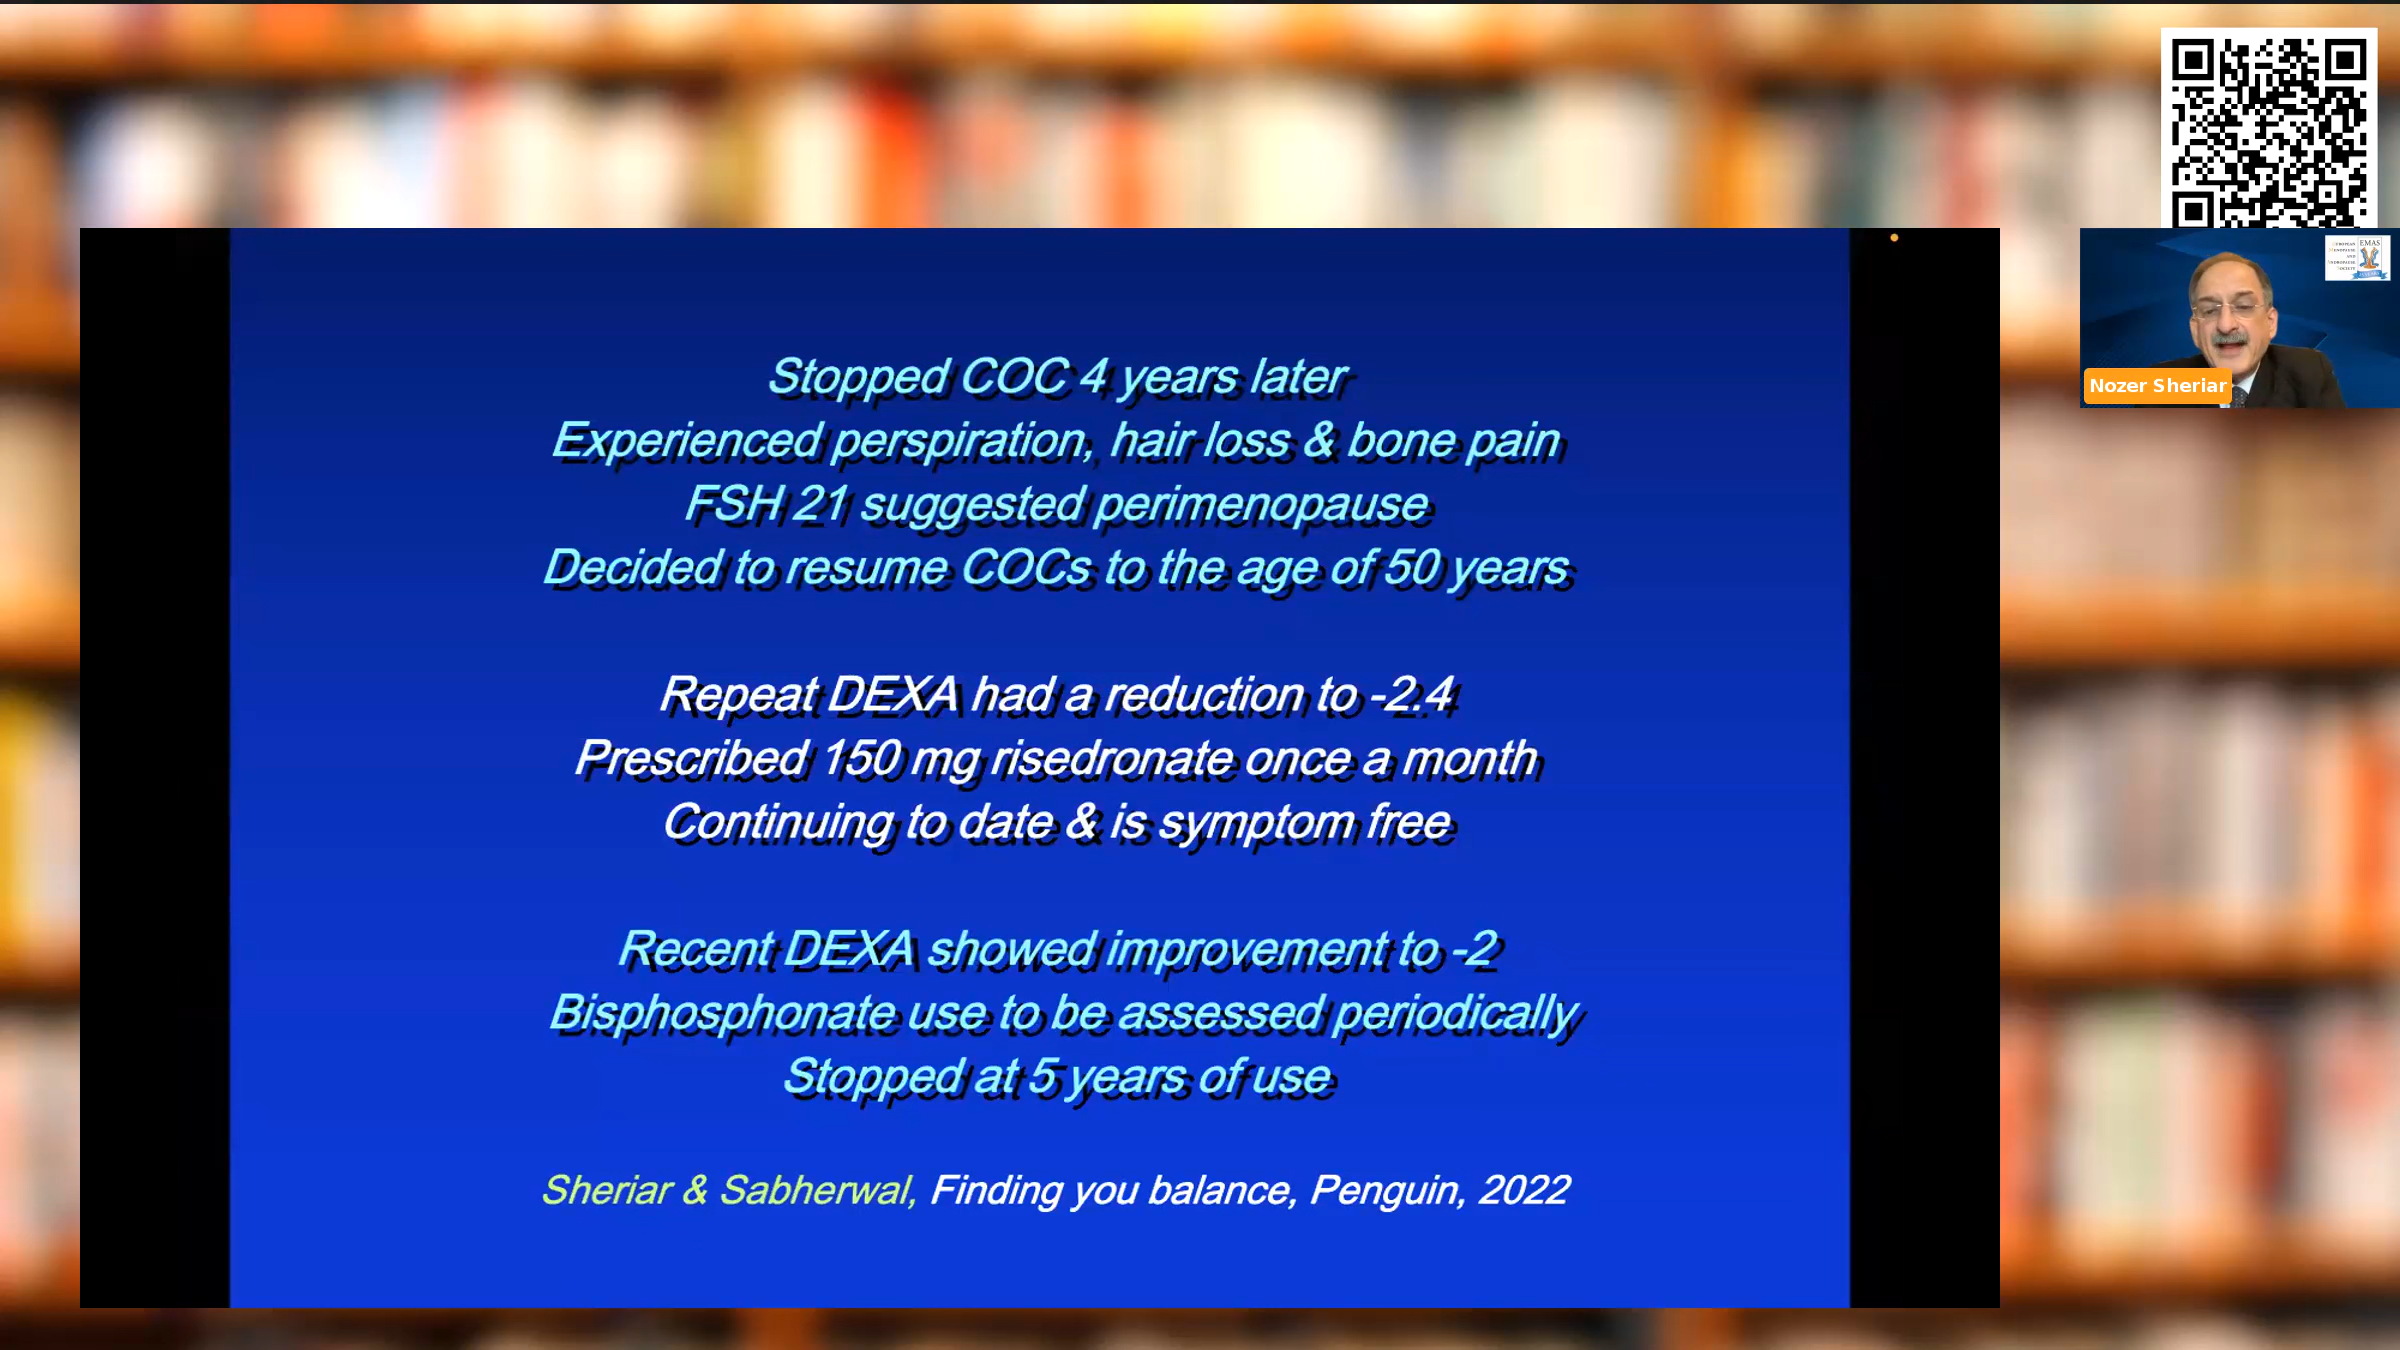 Stopped COC 4 years later
Experienced perspiration, hair loss & bone pain
FSH 21 suggested perimenopause
Decided to resume COCs to the age of 50 years
Repeat DEXA had a reduction to -2.4
Prescribed 150 mg risedronate once a month
Continuing to date & is symptom free
Recent DEXA showed improvement to -2
Bisphosphonate use to be assessed periodically
Stopped at 5 years of use
Sheriar & Sabherwal, Finding you balance, Penguin, 2022
EMAS
Nozer Sheriar